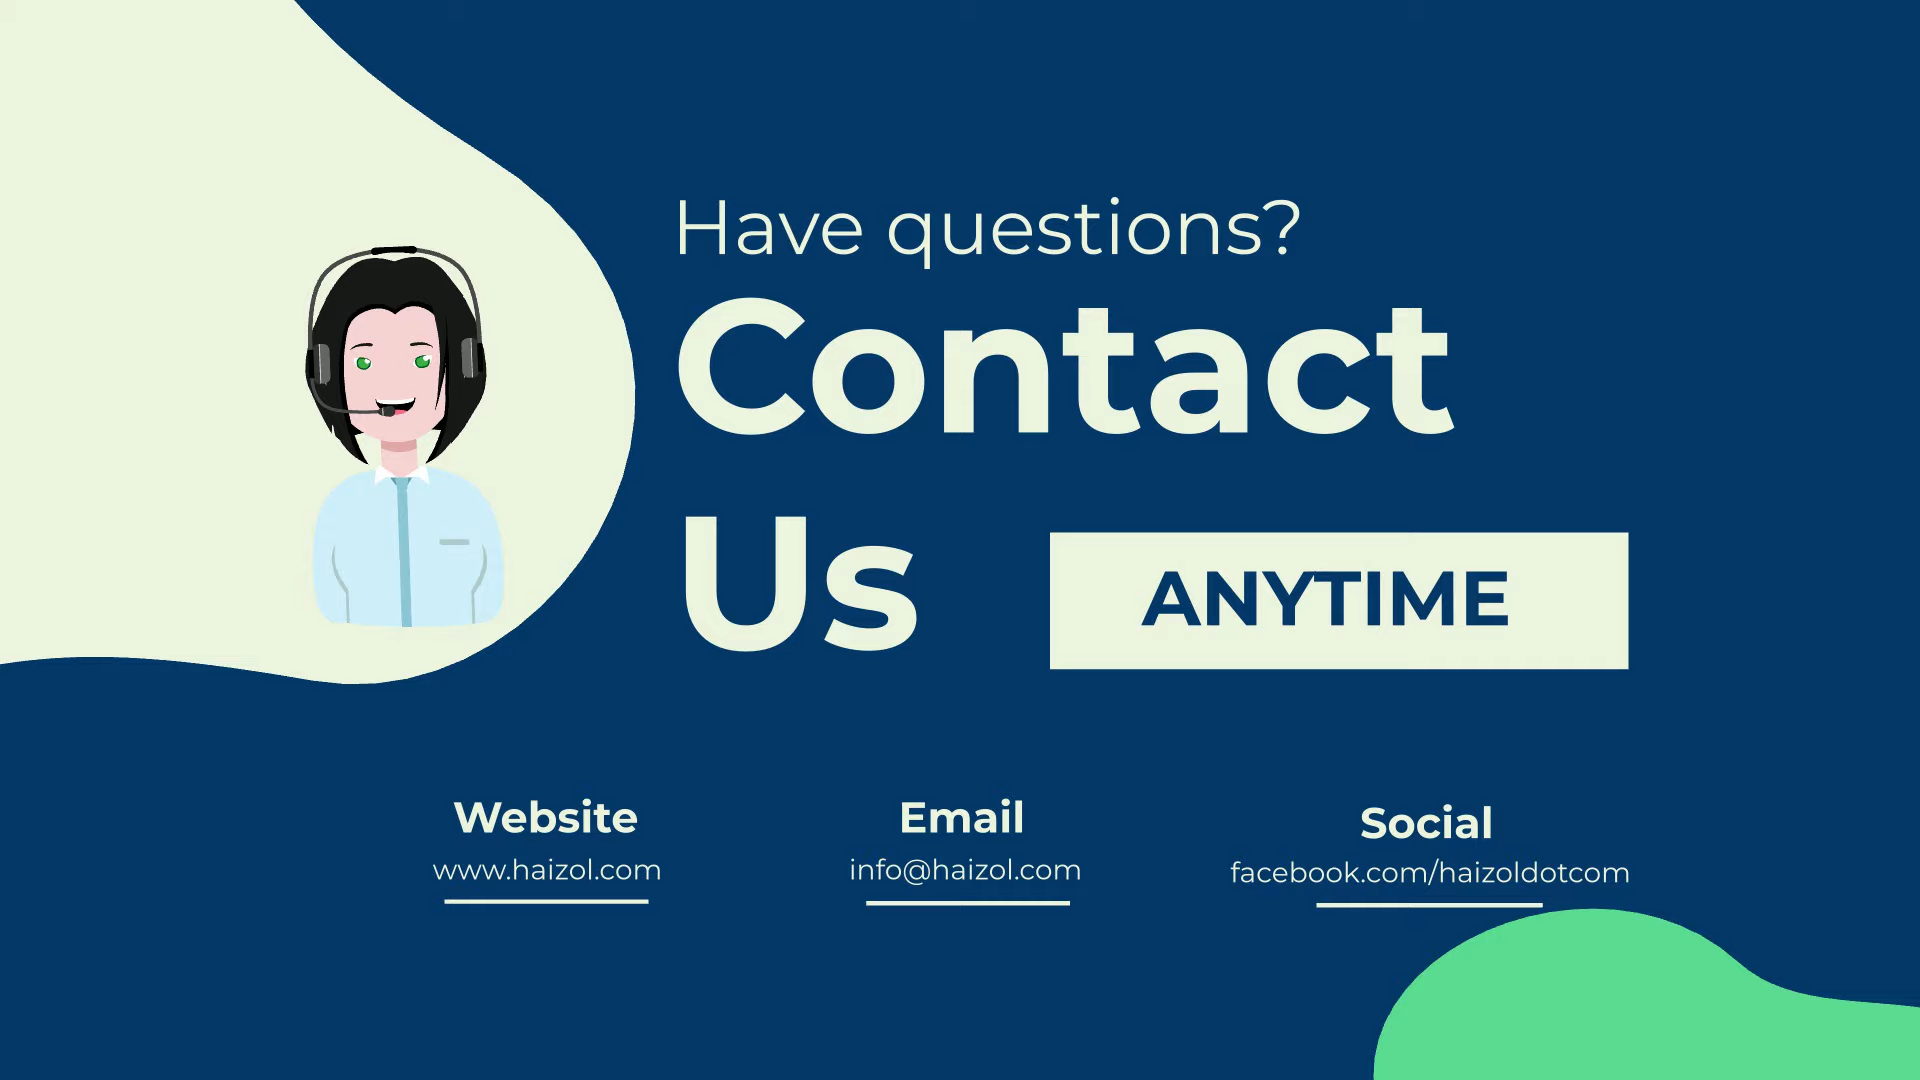 Have questions?
Contact
Us
ANYTIME
Website
www.haizol.com
Email
info@haizol.com
Social
facebook.com/haizoldotcom